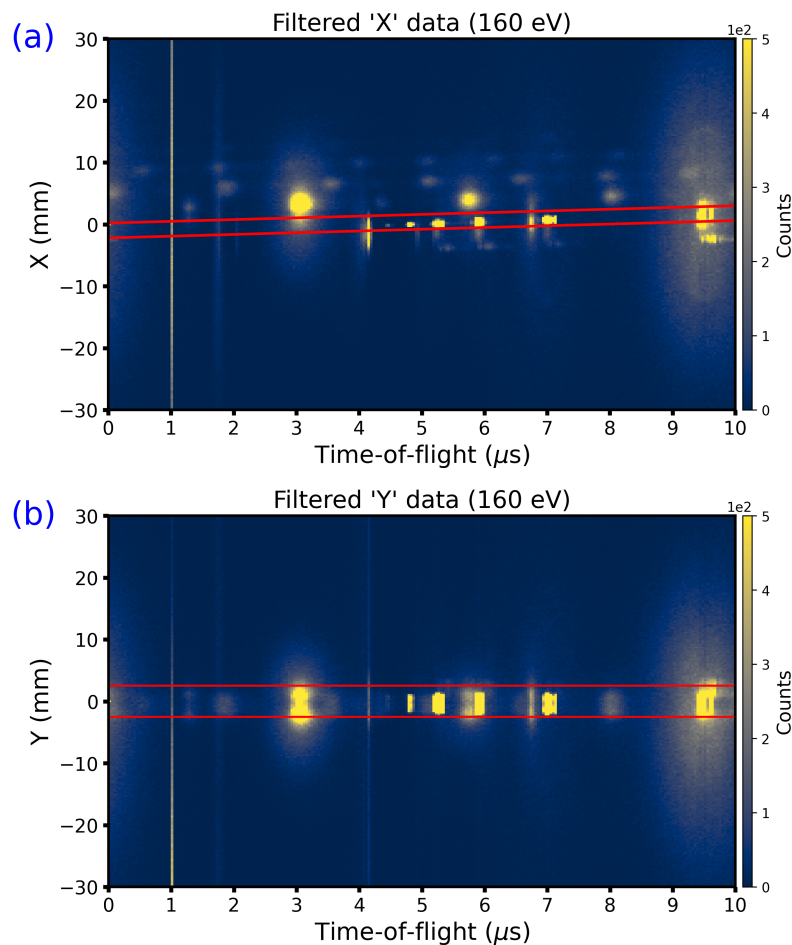 (a)
Filtered 'X' data (160 eV)
1e2
30
20
10
0
−10
−20
−30
X (mm)
0 1 2 3 4 5 6 7 8 9 10
Time-of-flight (μs)
5
4
3
2
1
0
Counts
(b)
Filtered 'Y' data (160 eV)
1e2
30
20
10
0
−10
−20
−30
Y (mm)
0 1 2 3 4 5 6 7 8 9 10
Time-of-flight (μs)
5
4
3
2
1
0
Counts